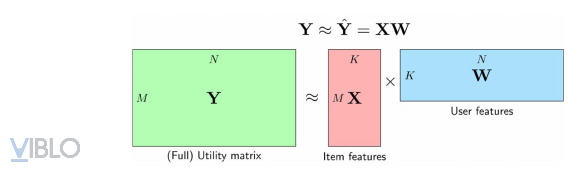 Y ≈ Ŷ = XW
N
M
Y
(Full) Utility matrix
≈
K
M X
Item features
×
N
K
W
User features
VIBLO